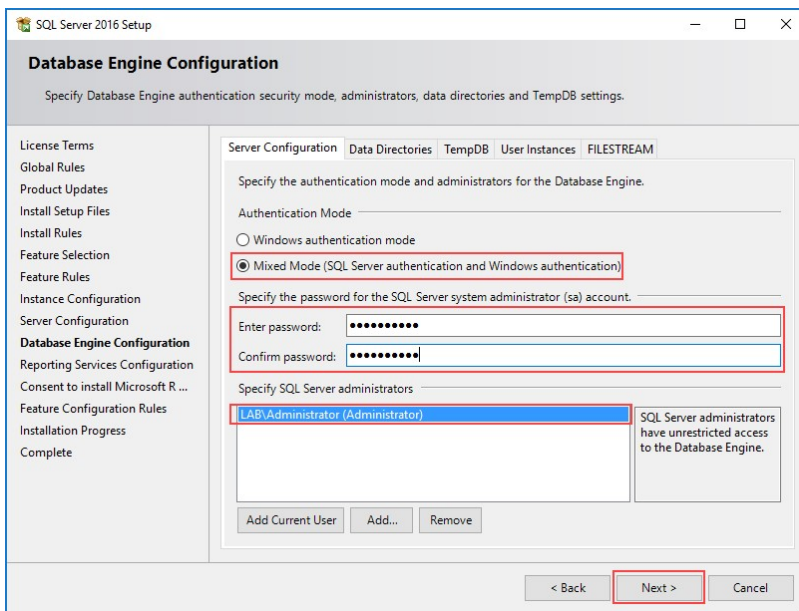 SQL Server 2016 Setup
Database Engine Configuration
Specify Database Engine authentication security mode, administrators, data directories and TempDB settings.
License Terms
Global Rules
Product Updates
Install Setup Files
Install Rules
Feature Selection
Feature Rules
Instance Configuration
Server Configuration
Database Engine Configuration
Reporting Services Configuration
Consent to install Microsoft R ...
Feature Configuration Rules
Installation Progress
Complete
Server Configuration Data Directories TempDB User Instances FILESTREAM
Specify the authentication mode and administrators for the Database Engine.
Authentication Mode
Windows authentication mode
Mixed Mode (SQL Server authentication and Windows authentication)
Specify the password for the SQL Server system administrator (sa) account.
Enter password: ●●●●●●●●●●
Confirm password: ●●●●●●●●●●
Specify SQL Server administrators
LAB\Administrator (Administrator)
SQL Server administrators
have unrestricted access
to the Database Engine.
Add Current User Add... Remove
< Back Next > Cancel